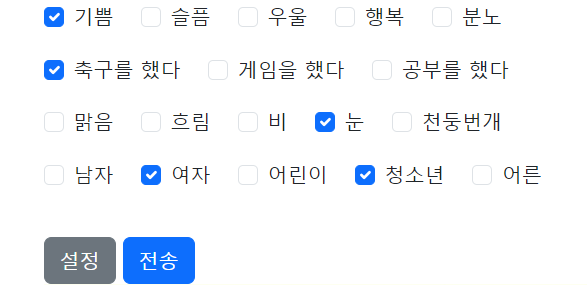 기쁨 슬픔 우울 행복 분노
축구를 했다 게임을 했다 공부를 했다
맑음 흐림 비 눈 천둥번개
남자 여자 어린이 청소년 어른
설정 전송